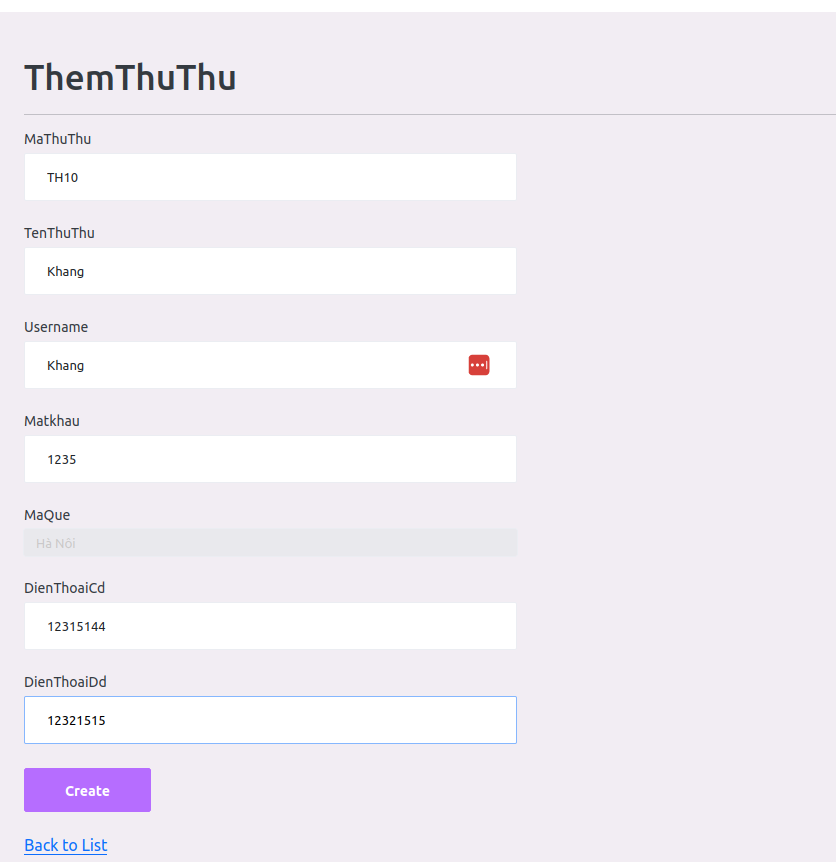 ThemThuThu
MaThuThu
TH10
TenThuThu
Khang
Username
Khang
Matkhau
1235
MaQue
Hà Nôi
DienThoaiCd
12315144
DienThoaiDd
12321515
Create
Back to List